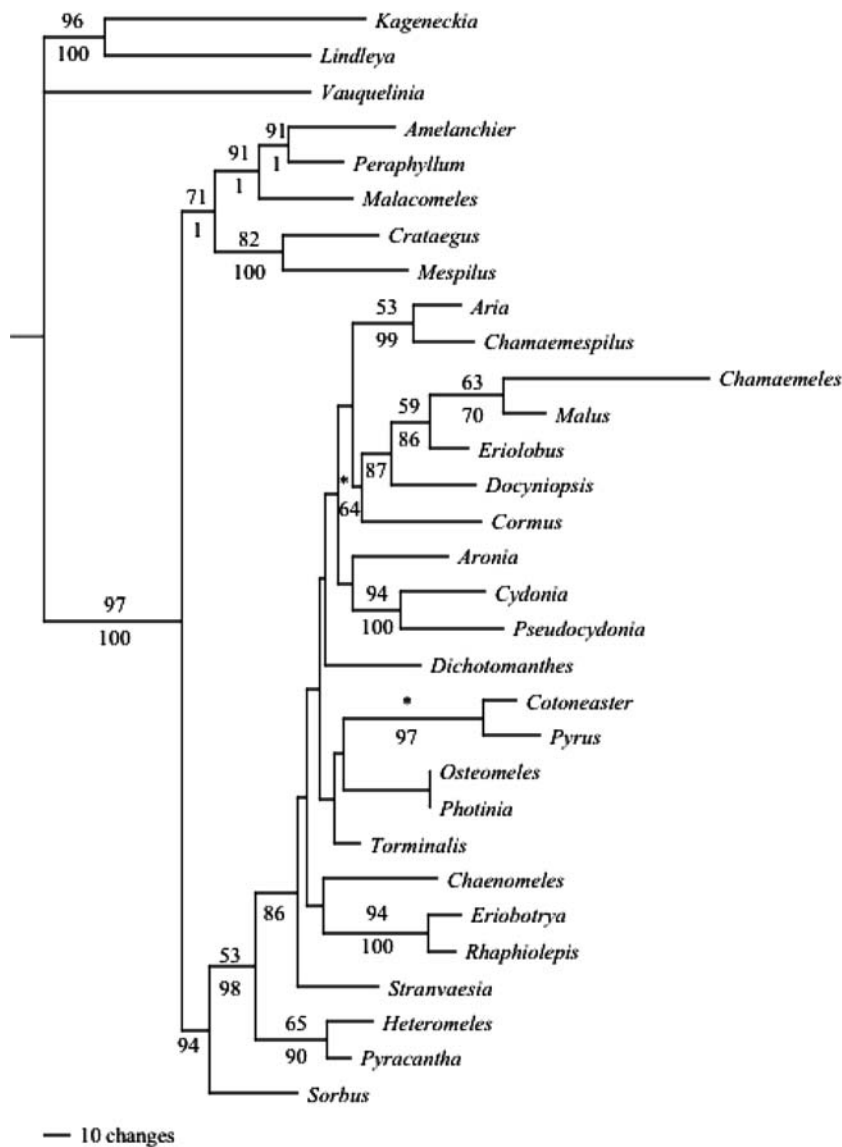 96
Kageneckia
100
Lindleya
Vauquelinia
91
Amelanchier
91
1
Peraphyllum
71
1
Malacomeles
1
82
Crataegus
100
Mespilus
53
Aria
99
Chamaemespilus
63
Chamaemeles
59
70
Malus
86
Eriolobus
*
87
Docyniopsis
64
Cormus
Aronia
94
Cydonia
97
100
Pseudocydonia
100
Dichotomanthes
*
Cotoneaster
97
Pyrus
Osteomeles
Photinia
Torminalis
Chaenomeles
86
94
Eriobotrya
53
100
Rhaphiolepis
98
Stranvaesia
65
Heteromeles
94
90
Pyracantha
Sorbus
10 changes